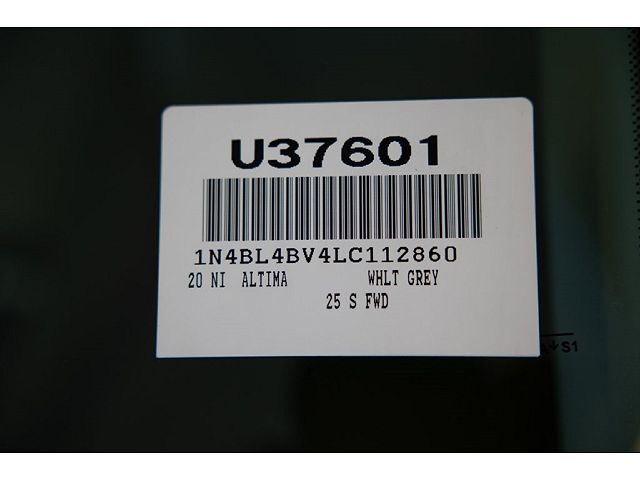 U37601
1N4BL4BV4LC112860
20 NI ALTIMA WHLT GREY
25 S FWD
S1